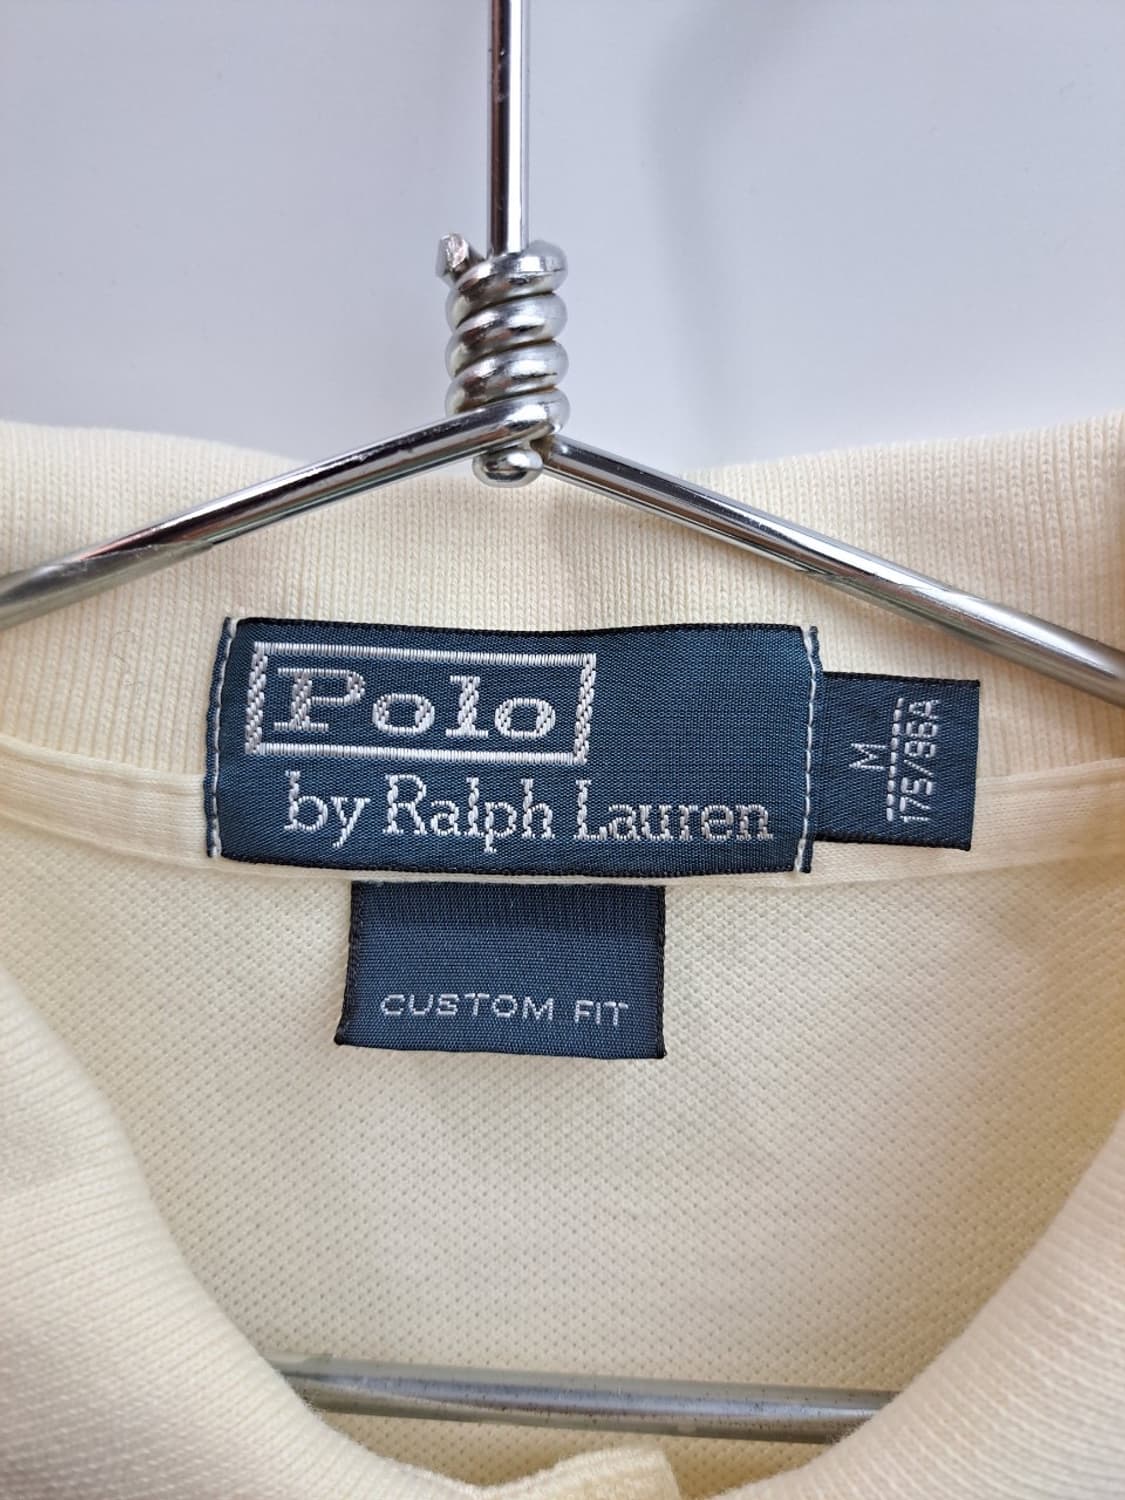 Polo
by Ralph Lauren
M
175/96A
CUSTOM FIT